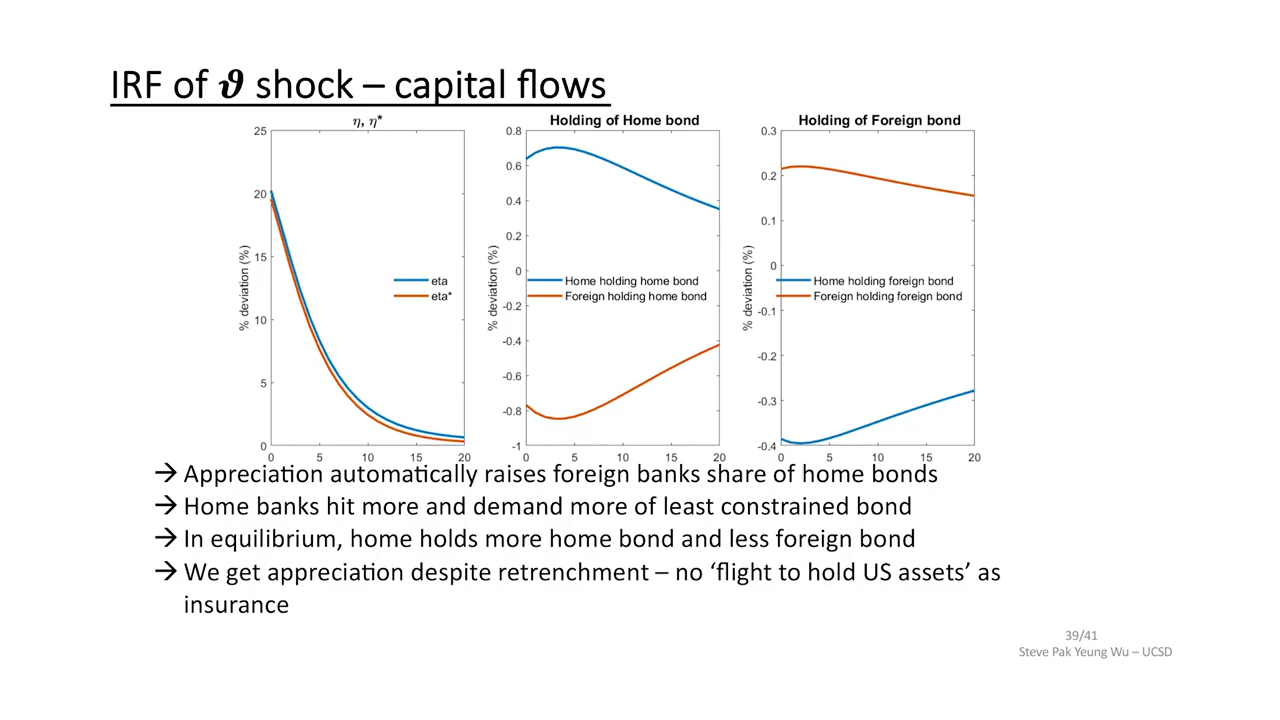 IRF of 𝝑 shock – capital flows
η, η*
25
20
15
10
5
0
0 5 10 15 20
% deviation (%)
eta
eta*
Holding of Home bond
0.8
0.6
0.4
0.2
0
-0.2
-0.4
-0.6
-0.8
-1
0 5 10 15 20
% deviation (%)
Home holding home bond
Foreign holding home bond
Holding of Foreign bond
0.3
0.2
0.1
0
-0.1
-0.2
-0.3
-0.4
0 5 10 15 20
% deviation (%)
Home holding foreign bond
Foreign holding foreign bond
→ Appreciation automatically raises foreign banks share of home bonds
→ Home banks hit more and demand more of least constrained bond
→ In equilibrium, home holds more home bond and less foreign bond
→ We get appreciation despite retrenchment – no ‘flight to hold US assets’ as
insurance
39/41
Steve Pak Yeung Wu – UCSD